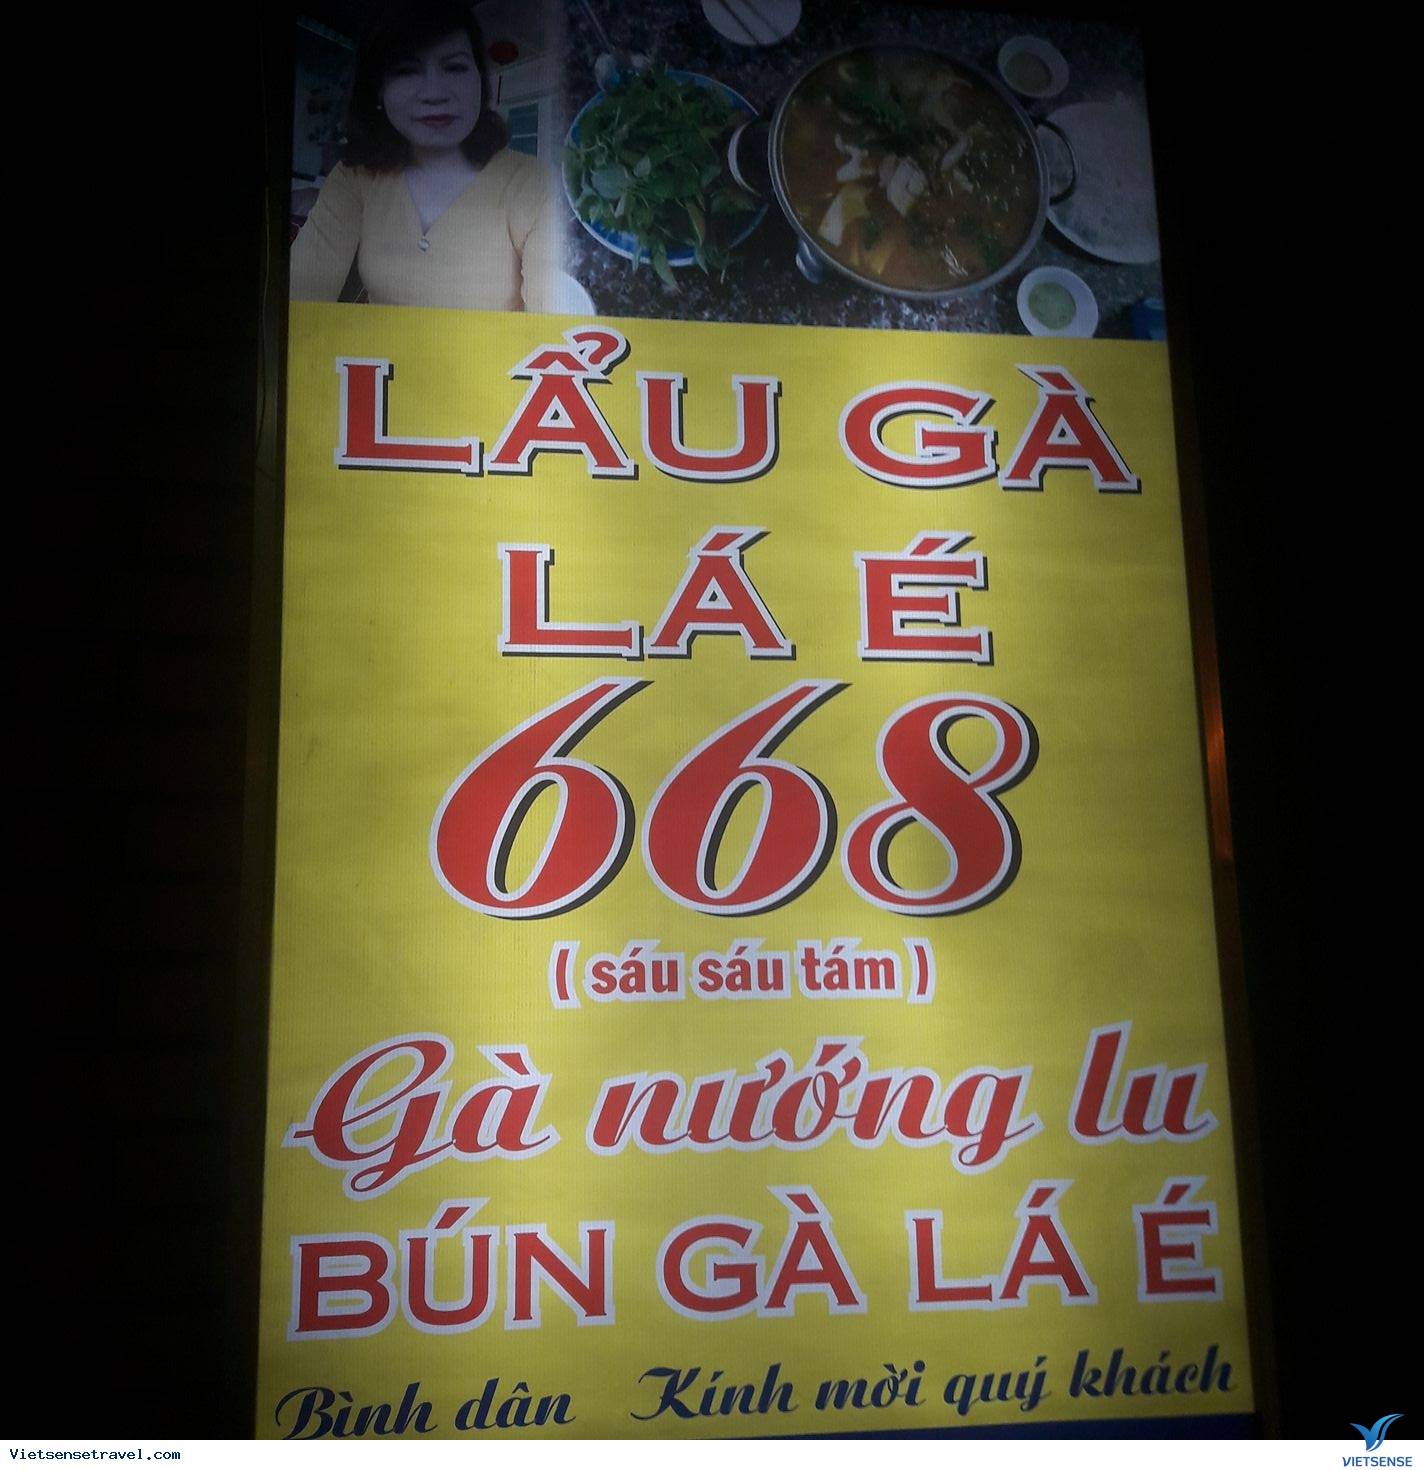 LẨU GÀ
LÁ É
668
( sáu sáu tám )
Gà nướng lu
BÚN GÀ LÁ É
Bình dân Kính mời quý khách
Vietsensetravel.com
VIETSENSE